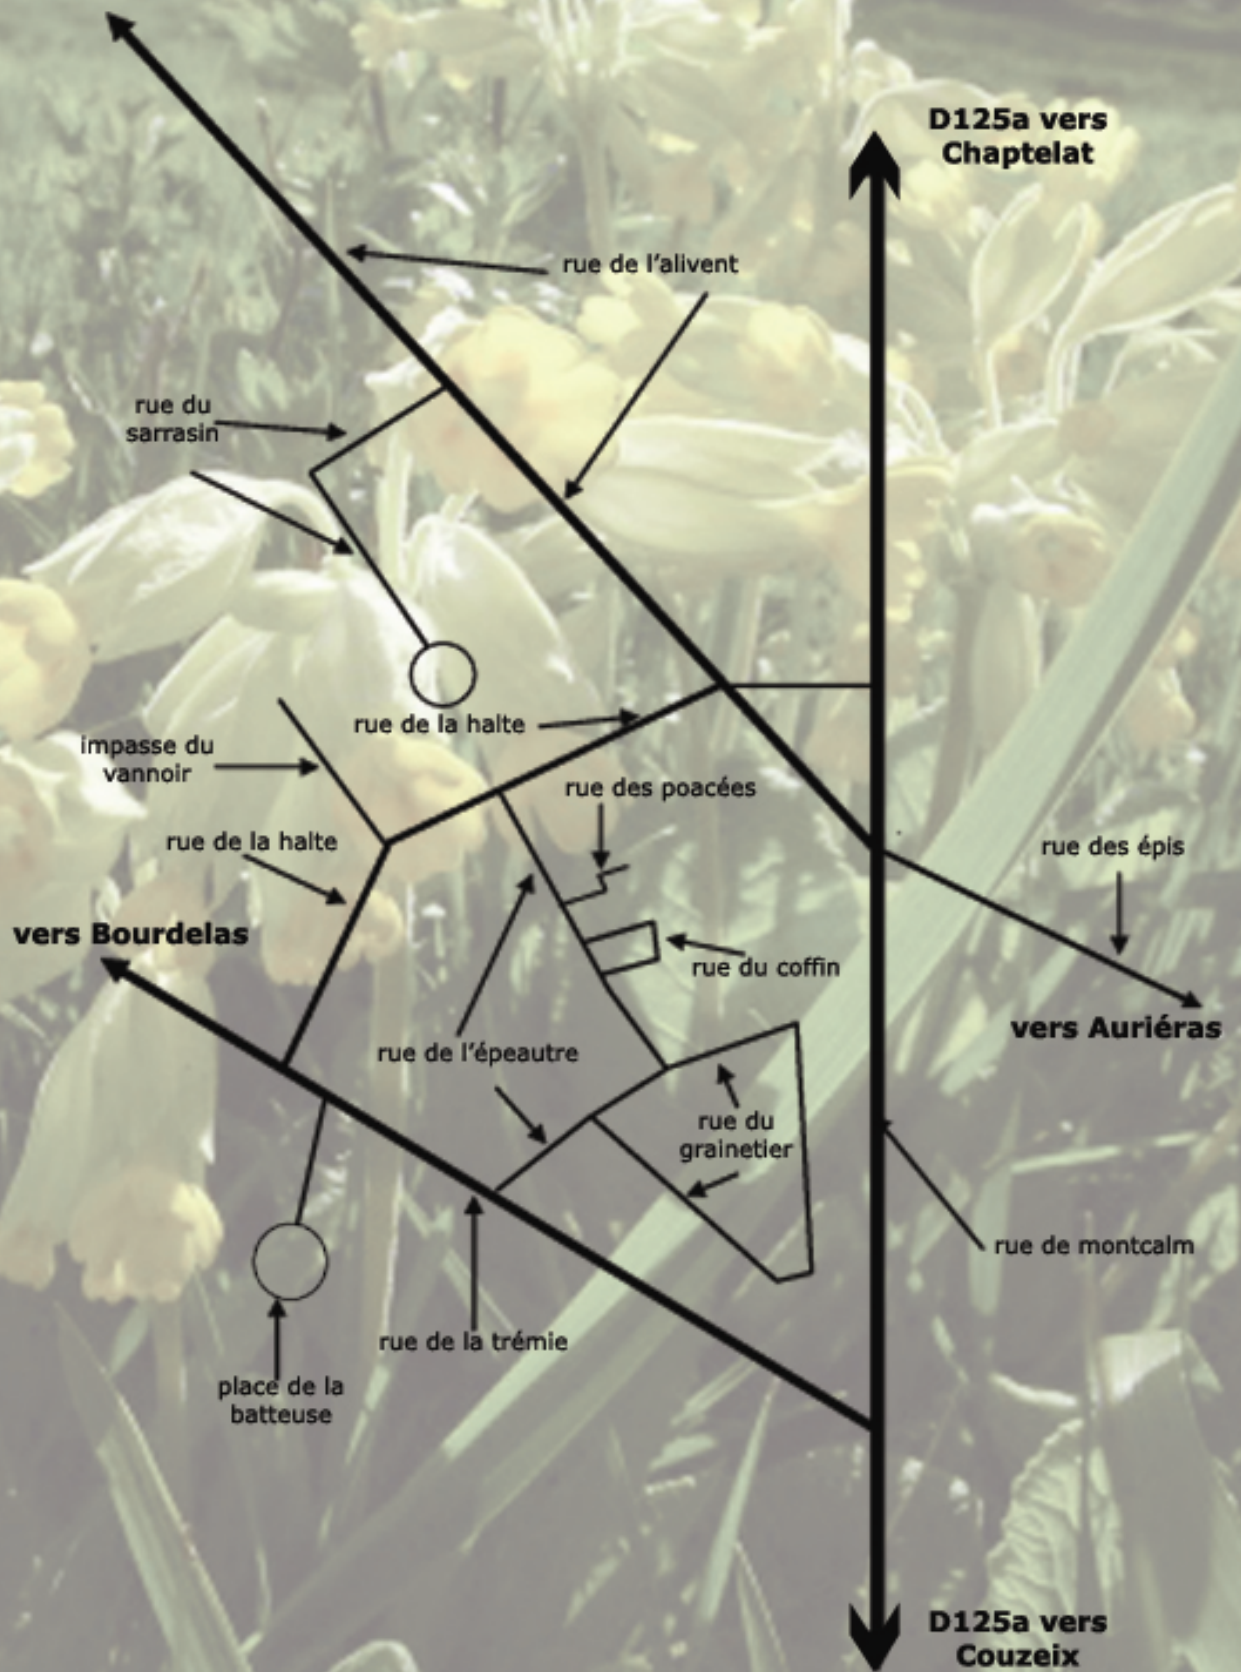 D125a vers
Chaptelat
rue de l'alivent
rue du
sarrasin
rue de la halte
impasse du
vannoir
rue des poacées
rue de la halte
rue des épis
vers Bourdelas
rue du coffin
vers Auriéras
rue de l'épeautre
rue du
grainetier
rue de montcalm
rue de la trémie
place de la
batteuse
D125a vers
Couzeix